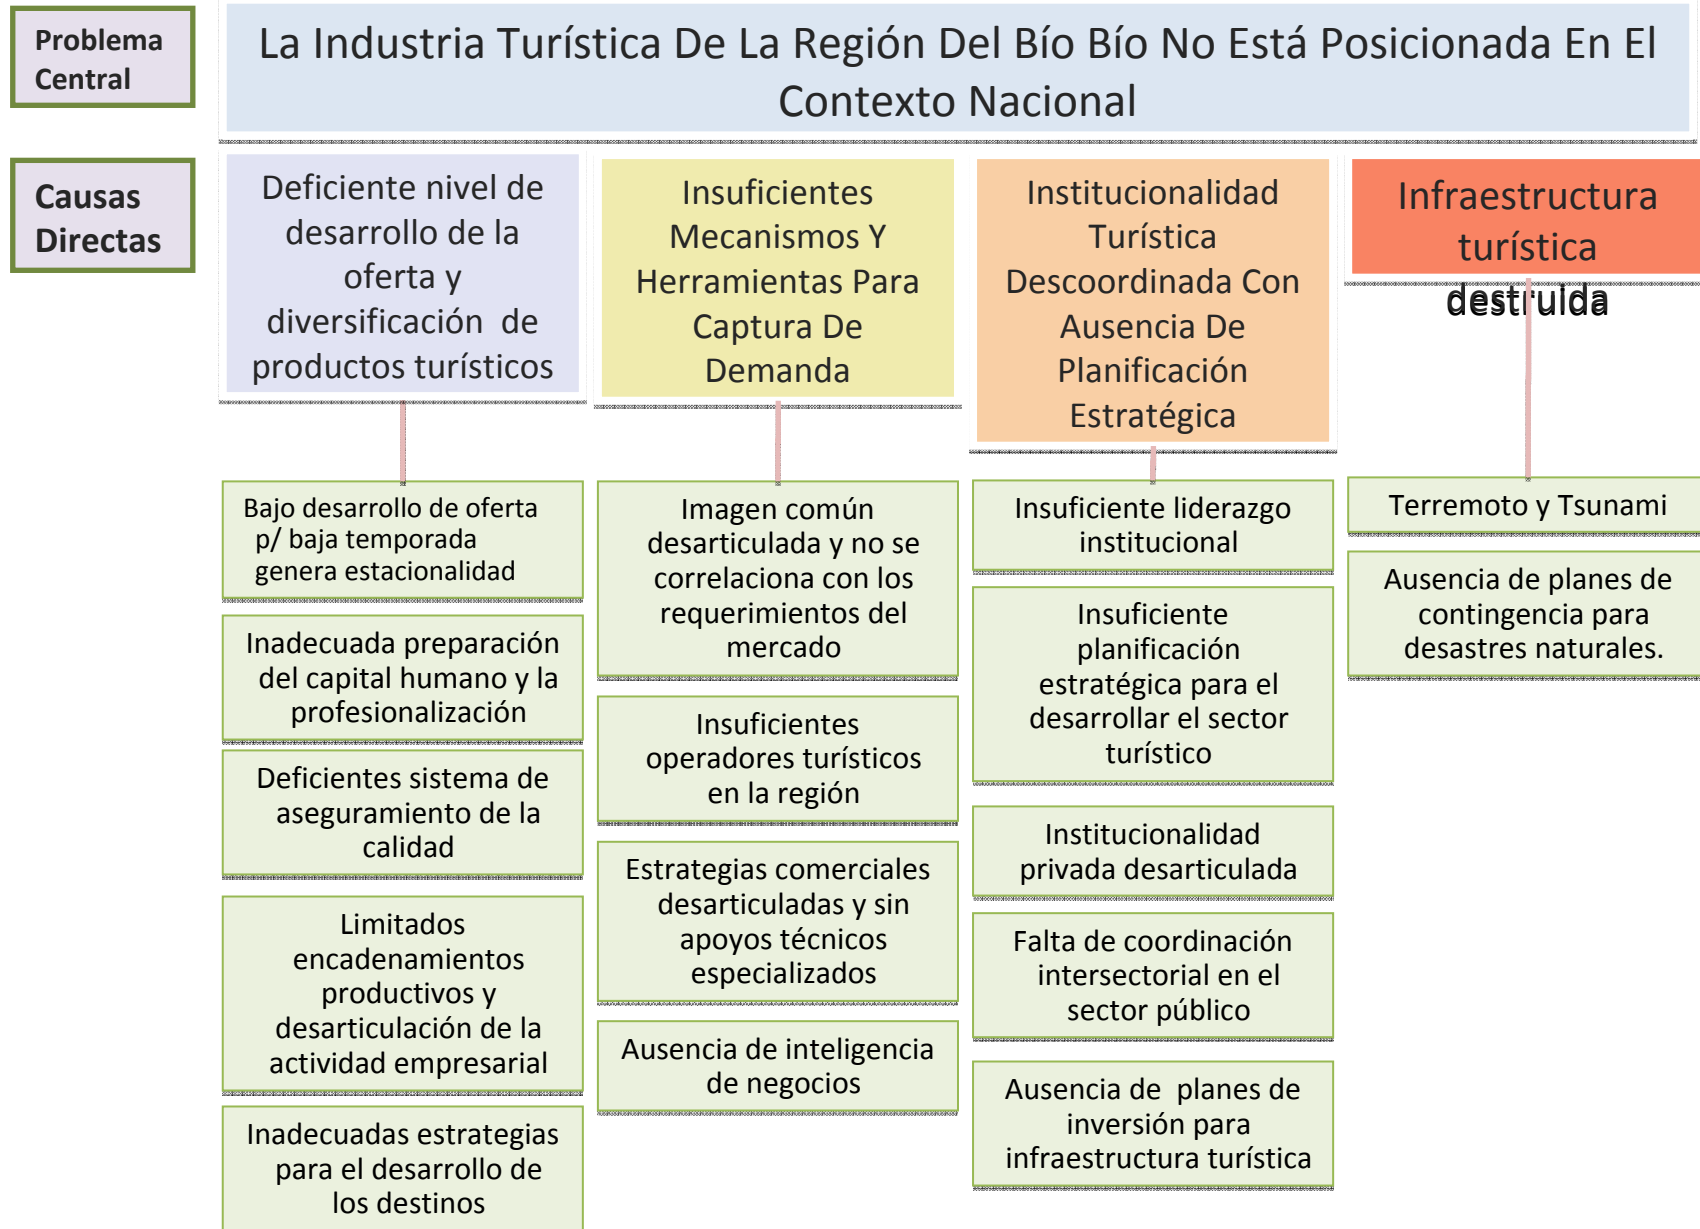 Problema
Central
La Industria Turística De La Región Del Bío Bío No Está Posicionada En El
Contexto Nacional
Causas
Directas
Deficiente nivel de
desarrollo de la
oferta y
diversificación de
productos turísticos
Insuficientes
Mecanismos Y
Herramientas Para
Captura De
Demanda
Institucionalidad
Turística
Descoordinada Con
Ausencia De
Planificación
Estratégica
Infraestructura
turística
destruida
Bajo desarrollo de oferta
p/ baja temporada
genera estacionalidad
Inadecuada preparación
del capital humano y la
profesionalización
Deficientes sistema de
aseguramiento de la
calidad
Limitados
encadenamientos
productivos y
desarticulación de la
actividad empresarial
Inadecuadas estrategias
para el desarrollo de
los destinos
Imagen común
desarticulada y no se
correlaciona con los
requerimientos del
mercado
Insuficientes
operadores turísticos
en la región
Estrategias comerciales
desarticuladas y sin
apoyos técnicos
especializados
Ausencia de inteligencia
de negocios
Insuficiente liderazgo
institucional
Insuficiente
planificación
estratégica para el
desarrollar el sector
turístico
Institucionalidad
privada desarticulada
Falta de coordinación
intersectorial en el
sector público
Ausencia de planes de
inversión para
infraestructura turística
Terremoto y Tsunami
Ausencia de planes de
contingencia para
desastres naturales.